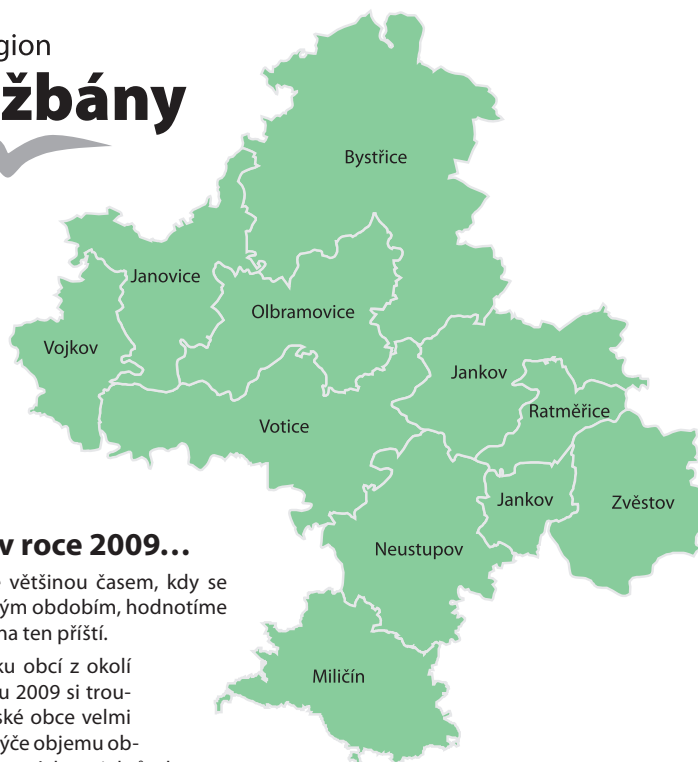 gion
žbány
Bystřice
Janovice
Olbramovice
Vojkov
Jankov
Ratměřice
Votice
Jankov
Zvěstov
Neustupov
Miličín
v roce 2009…
většinou časem, kdy se
ým obdobím, hodnotíme
na ten příští.
ku obcí z okolí
u 2009 si trou-
ské obce velmi
ýče objemu ob-